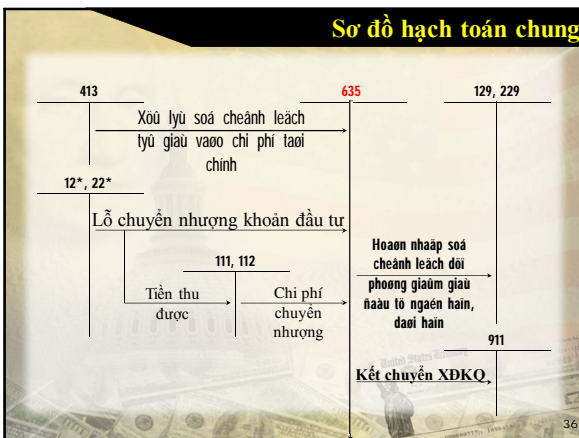 Sơ đồ hạch toán chung
413
635
129, 229
Xöû lyù soá cheânh leäch
tyû giaù vaøo chi phí taøi
chính
12*, 22*
Lỗ chuyển nhượng khoản đầu tư
111, 112
Tiền thu
được
Chi phí
chuyển
nhượng
Hoaøn nhaäp soá
cheânh leäch döï
phoøng giaûm giaù
ñaàu tö ngaén haïn,
daøi haïn
911
Kết chuyển XĐKQ
United States
36